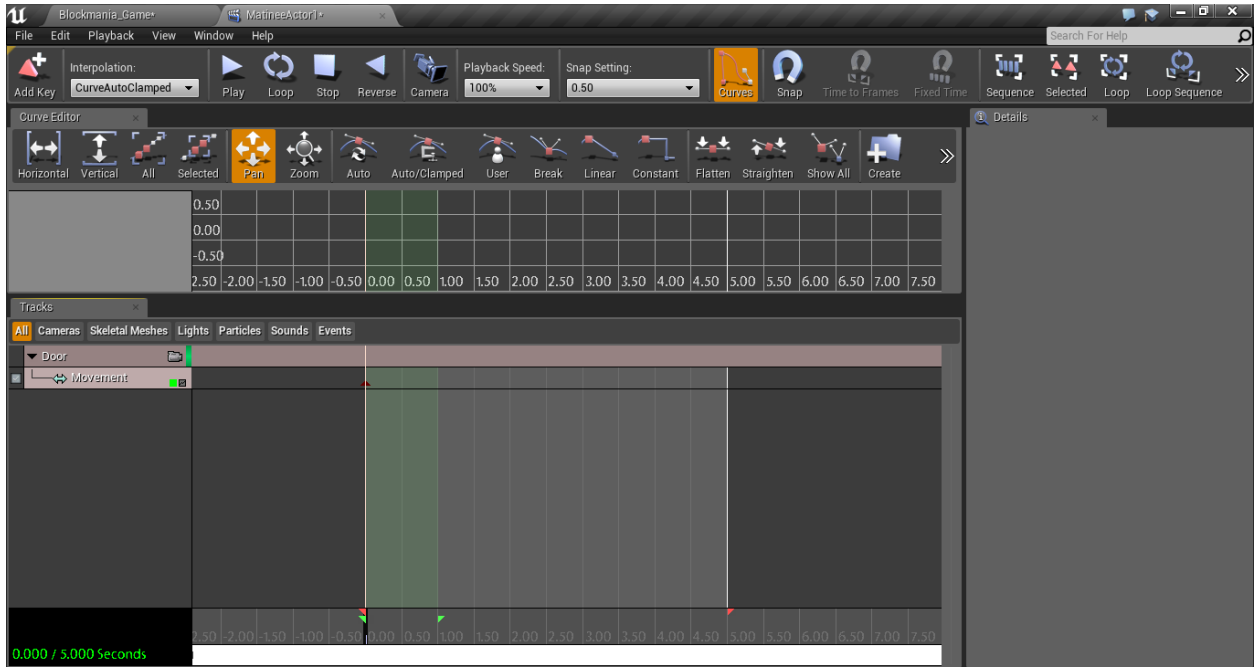 Blockmania_Game* MatineeActor1*
File Edit Playback View Window Help Search For Help
Interpolation: Playback Speed: Snap Setting:
CurveAutoClamped 100% 0.50
Add Key Play Loop Stop Reverse Camera Curves Snap Time to Frames Fixed Time Sequence Selected Loop Loop Sequence
Curve Editor Details
Horizontal Vertical All Selected Pan Zoom Auto Auto/Clamped User Break Linear Constant Flatten Straighten Show All Create
0.50
0.00
-0.50
2.50 -2.00 -1.50 -1.00 -0.50 0.00 0.50 1.00 1.50 2.00 2.50 3.00 3.50 4.00 4.50 5.00 5.50 6.00 6.50 7.00 7.50
Tracks
All Cameras Skeletal Meshes Lights Particles Sounds Events
Door
Movement
2.50 -2.00 -1.50 -1.00 -0.50 0.00 0.50 1.00 1.50 2.00 2.50 3.00 3.50 4.00 4.50 5.00 5.50 6.00 6.50 7.00 7.50
0.000 / 5.000 Seconds